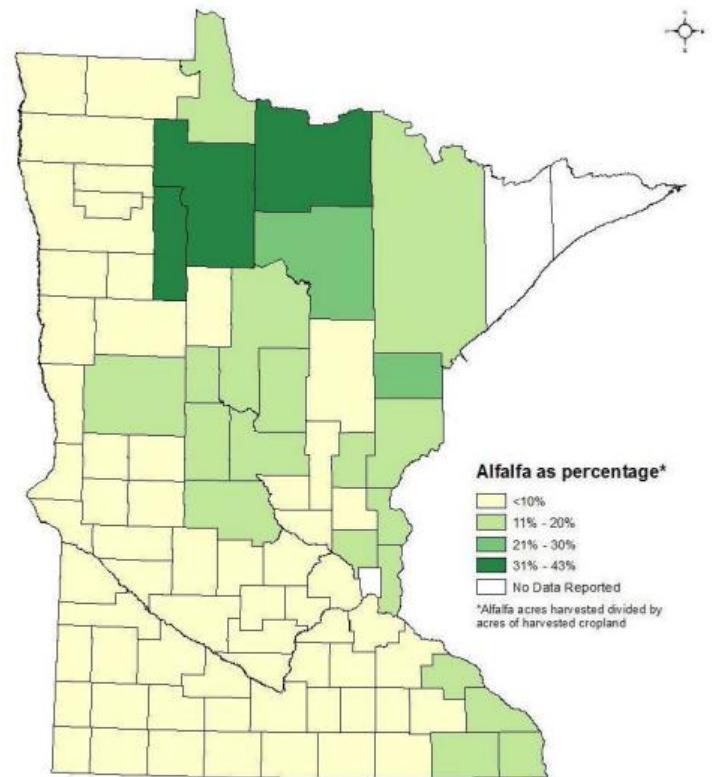 Alfalfa as percentage*
<10%
11% - 20%
21% - 30%
31% - 43%
No Data Reported
*Alfalfa acres harvested divided by
acres of harvested cropland